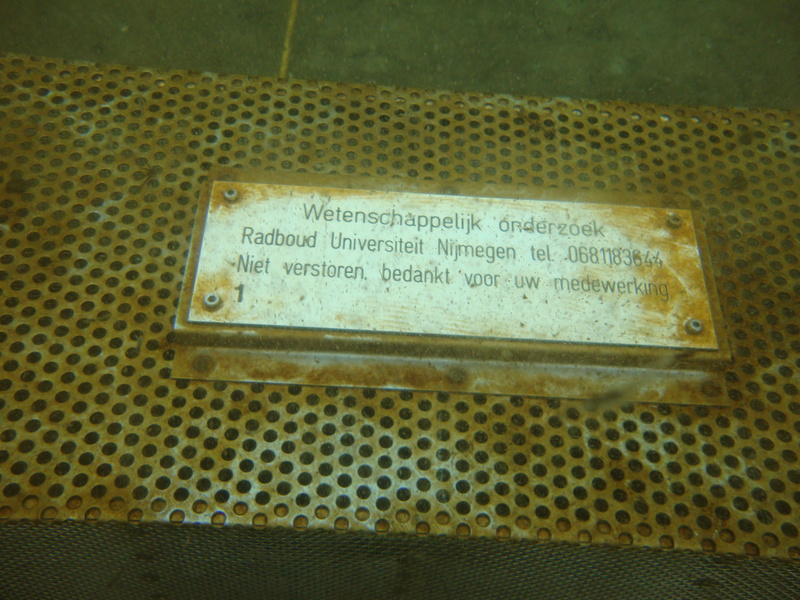 Wetenschappelijk onderzoek
Radboud Universiteit Nijmegen tel. 0681183644
Niet verstoren, bedankt voor uw medewerking
1